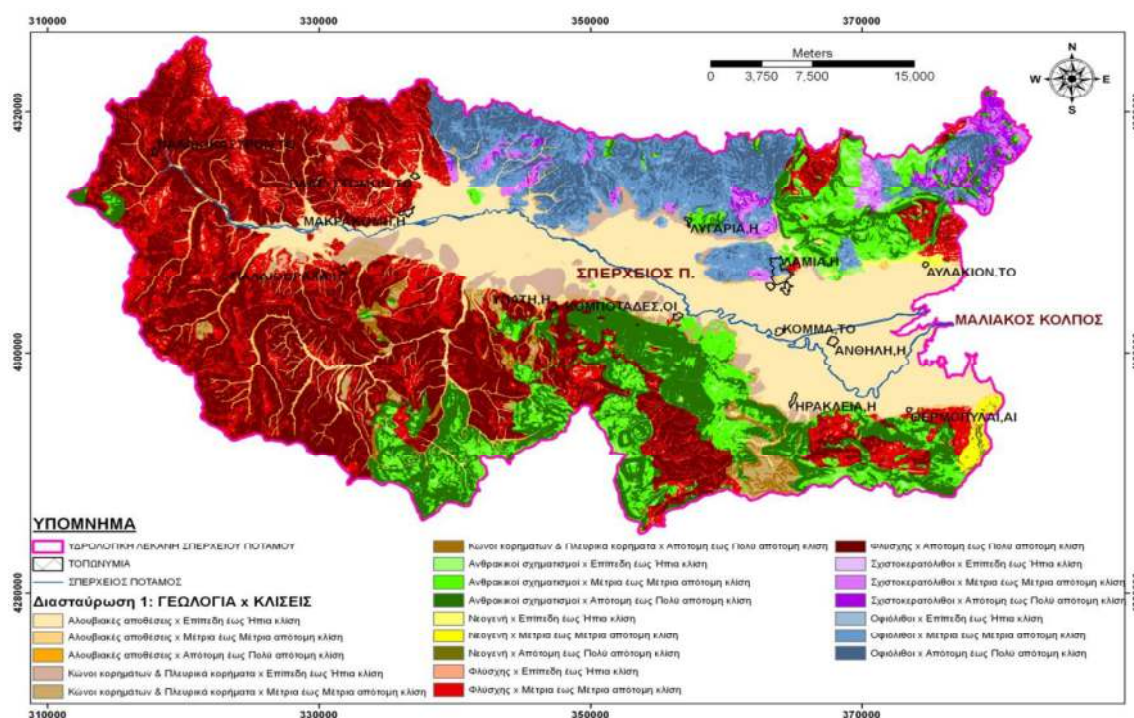 310000 330000 350000 370000
Meters
0 3,750 7,500 15,000
N
W E
S
4320000
ΜΑΚΡΑΚΩΜΗ,Η
ΛΥΓΑΡΙΑ,Η
ΛΑΜΙΑ,Η
ΣΠΕΡΧΕΙΟΣ Π.
ΑΥΛΑΚΙΟΝ,ΤΟ
ΥΠΑΤΗ,Η
ΚΟΜΠΟΤΑΔΕΣ,ΟΙ
ΚΟΜΜΑ,ΤΟ
ΜΑΛΙΑΚΟΣ ΚΟΛΠΟΣ
ΑΝΘΗΛΗ,Η
ΗΡΑΚΛΕΙΑ,Η
ΘΕΡΜΟΠΥΛΑΙ,ΑΙ
ΥΠΟΜΝΗΜΑ
ΥΔΡΟΛΟΓΙΚΗ ΛΕΚΑΝΗ ΣΠΕΡΧΕΙΟΥ ΠΟΤΑΜΟΥ
ΤΟΠΩΝΥΜΙΑ
ΣΠΕΡΧΕΙΟΣ ΠΟΤΑΜΟΣ
Διασταύρωση 1: ΓΕΩΛΟΓΙΑ x ΚΛΙΣΕΙΣ
Αλουβιακές αποθέσεις x Επίπεδη έως Ήπια κλίση
Αλουβιακές αποθέσεις x Μέτρια έως Μέτρια απότομη κλίση
Αλουβιακές αποθέσεις x Απότομη έως Πολύ απότομη κλίση
Κώνοι κορημάτων & Πλευρικά κορήματα x Επίπεδη έως Ήπια κλίση
Κώνοι κορημάτων & Πλευρικά κορήματα x Μέτρια έως Μέτρια απότομη κλίση
Κώνοι κορημάτων & Πλευρικά κορήματα x Απότομη έως Πολύ απότομη κλίση
Ανθρακικοί σχηματισμοί x Επίπεδη έως Ήπια κλίση
Ανθρακικοί σχηματισμοί x Μέτρια έως Μέτρια απότομη κλίση
Ανθρακικοί σχηματισμοί x Απότομη έως Πολύ απότομη κλίση
Νεογενή x Επίπεδη έως Ήπια κλίση
Νεογενή x Μέτρια έως Μέτρια απότομη κλίση
Νεογενή x Απότομη έως Πολύ απότομη κλίση
Φλύσχης x Επίπεδη έως Ήπια κλίση
Φλύσχης x Μέτρια έως Μέτρια απότομη κλίση
Φλύσχης x Απότομη έως Πολύ απότομη κλίση
Σχιστοκερατόλιθοι x Επίπεδη έως Ήπια κλίση
Σχιστοκερατόλιθοι x Μέτρια έως Μέτρια απότομη κλίση
Σχιστοκερατόλιθοι x Απότομη έως Πολύ απότομη κλίση
Οφιόλιθοι x Επίπεδη έως Ήπια κλίση
Οφιόλιθοι x Μέτρια έως Μέτρια απότομη κλίση
Οφιόλιθοι x Απότομη έως Πολύ απότομη κλίση
4280000
310000 330000 350000 370000